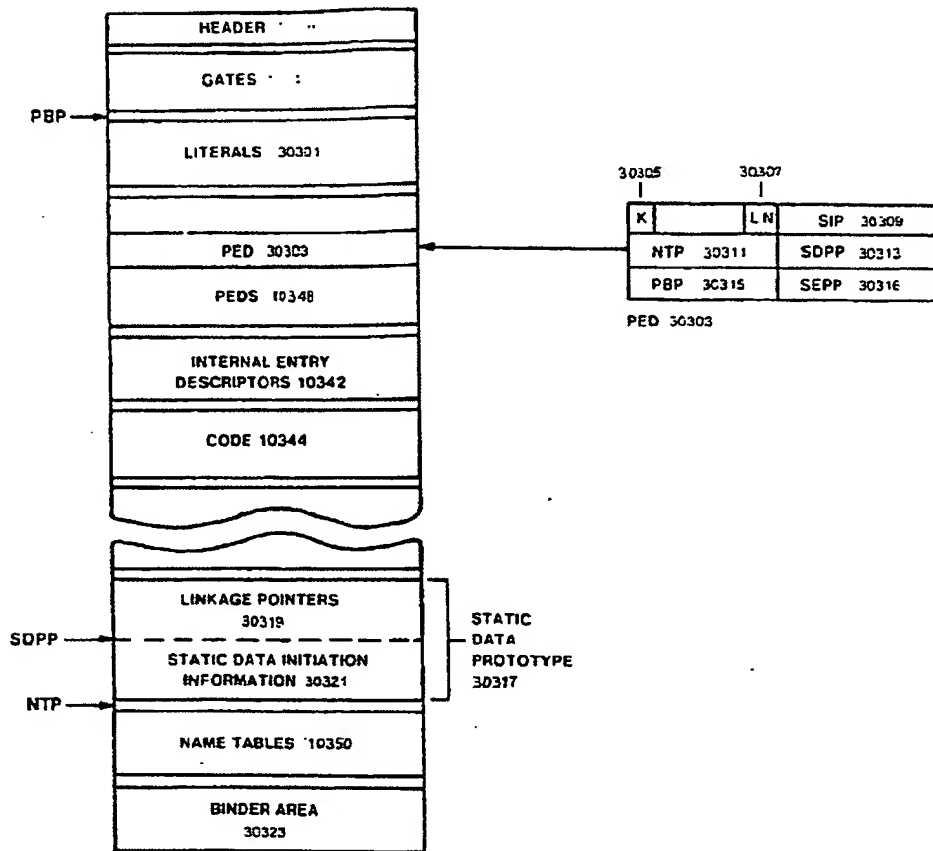 HEADER
GATES
PBP
LITERALS 30301
PED 30303
PEDS 10348
INTERNAL ENTRY
DESCRIPTORS 10342
CODE 10344
30305
30307
K
LN
SIP 30309
NTP 30311
SDPP 30313
PBP 30315
SEPP 30316
PED 30303
LINKAGE POINTERS
30319
SDPP
STATIC DATA INITIATION
INFORMATION 30321
NTP
NAME TABLES 10350
BINDER AREA
30323
STATIC
DATA
PROTOTYPE
30317